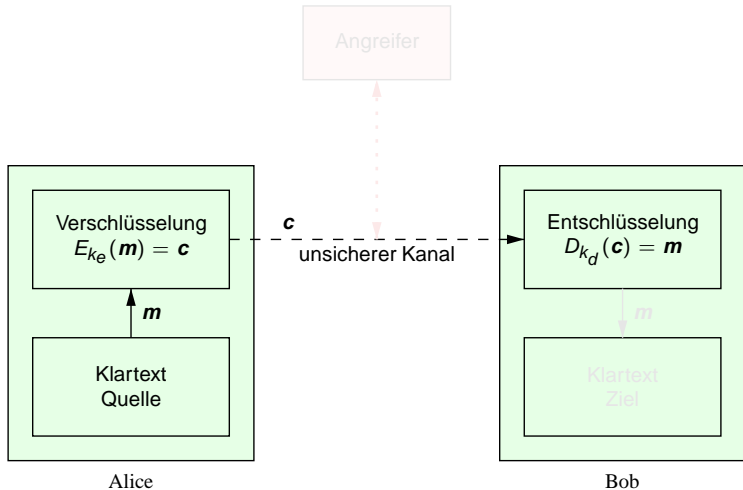 Angreifer
Verschlüsselung
E_{k_e}(m) = c
c
unsicherer Kanal
Entschlüsselung
D_{k_d}(c) = m
m
m
Klartext
Quelle
Klartext
Ziel
Alice
Bob